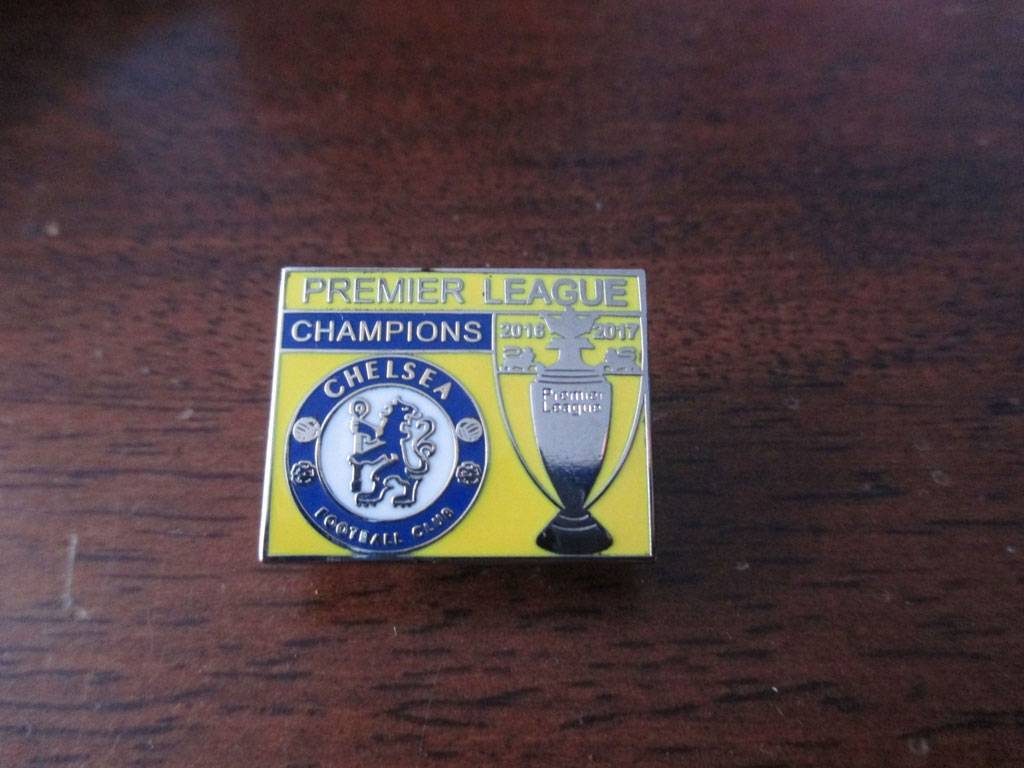 PREMIER LEAGUE
CHAMPIONS
2016 2017
CHELSEA
FOOTBALL CLUB
Premier
League